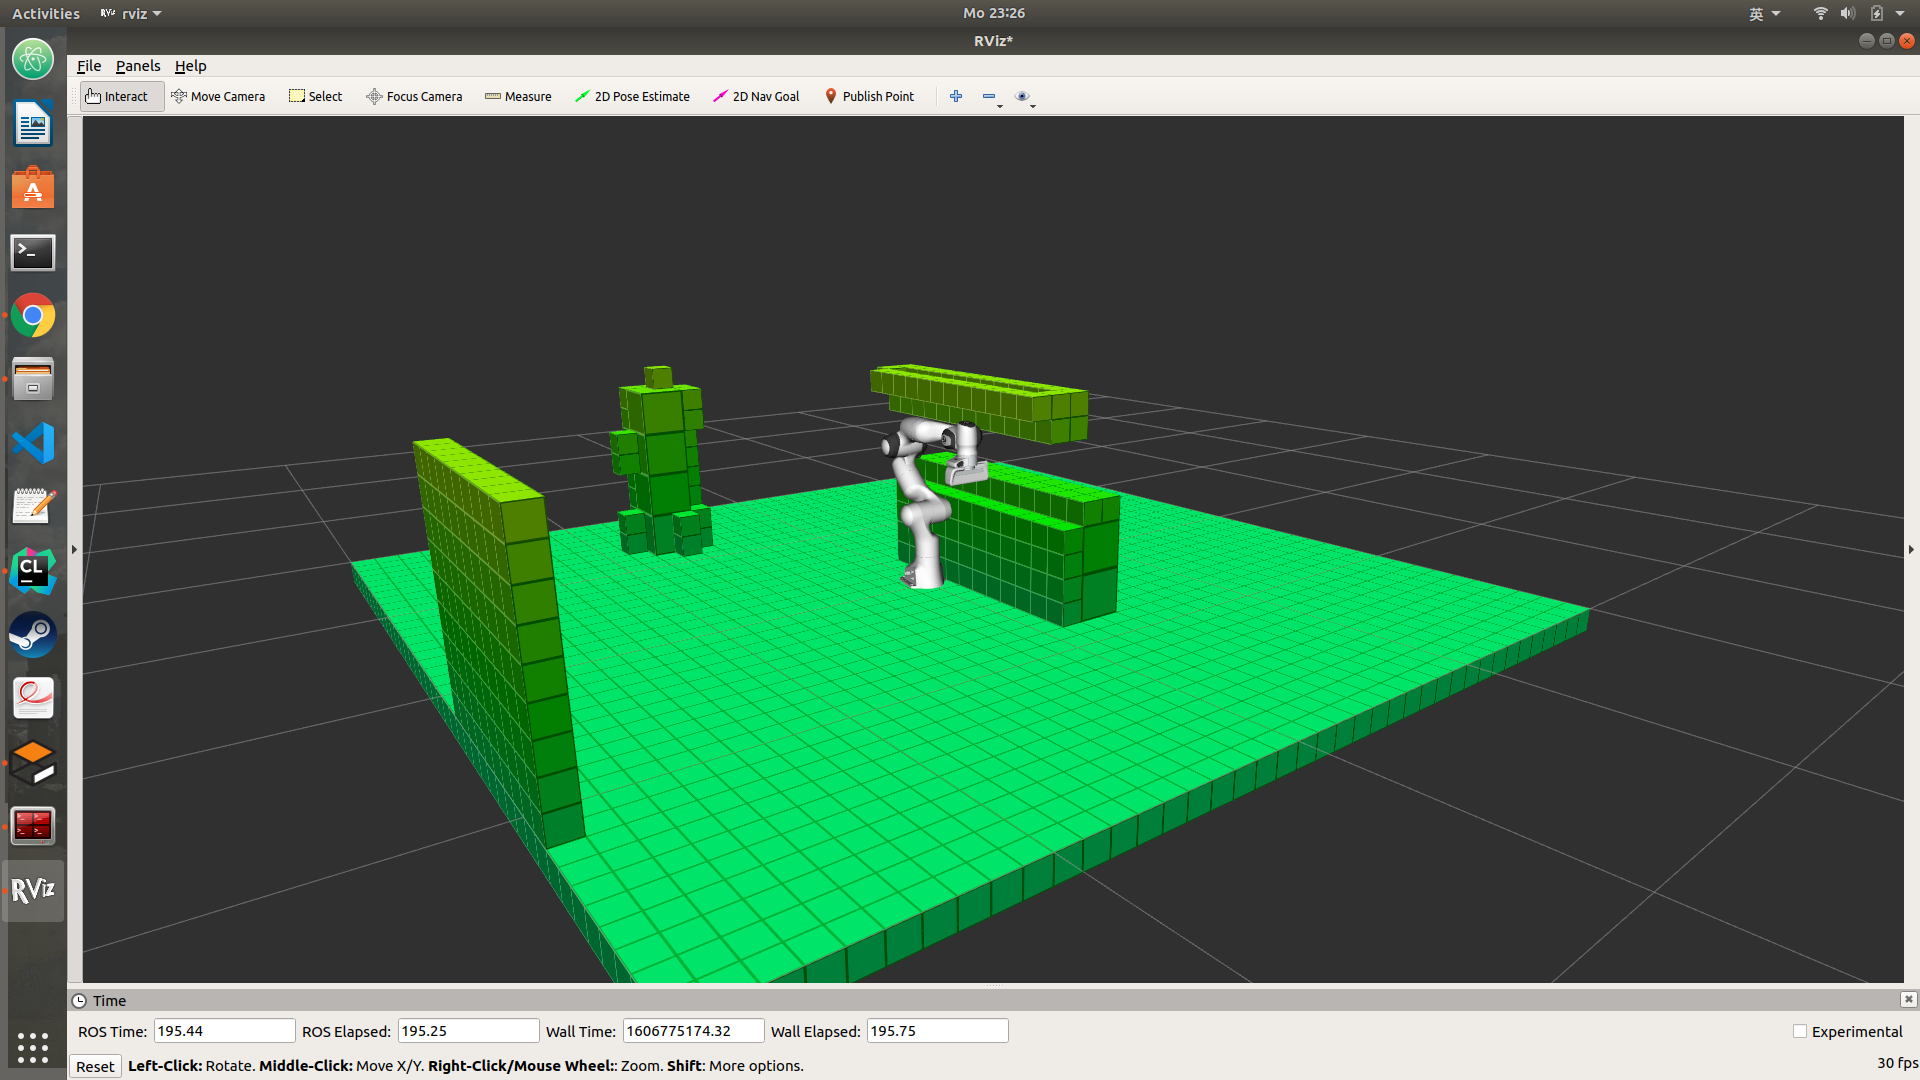 Activities RViz rviz Mo 23:26 英
RViz*
File Panels Help
Interact Move Camera Select Focus Camera Measure 2D Pose Estimate 2D Nav Goal Publish Point
A
>_
CL
RViz
Time
ROS Time: 195.44 ROS Elapsed: 195.25 Wall Time: 1606775174.32 Wall Elapsed: 195.75 Experimental
Reset Left-Click: Rotate. Middle-Click: Move X/Y. Right-Click/Mouse Wheel:: Zoom. Shift: More options. 30 fps